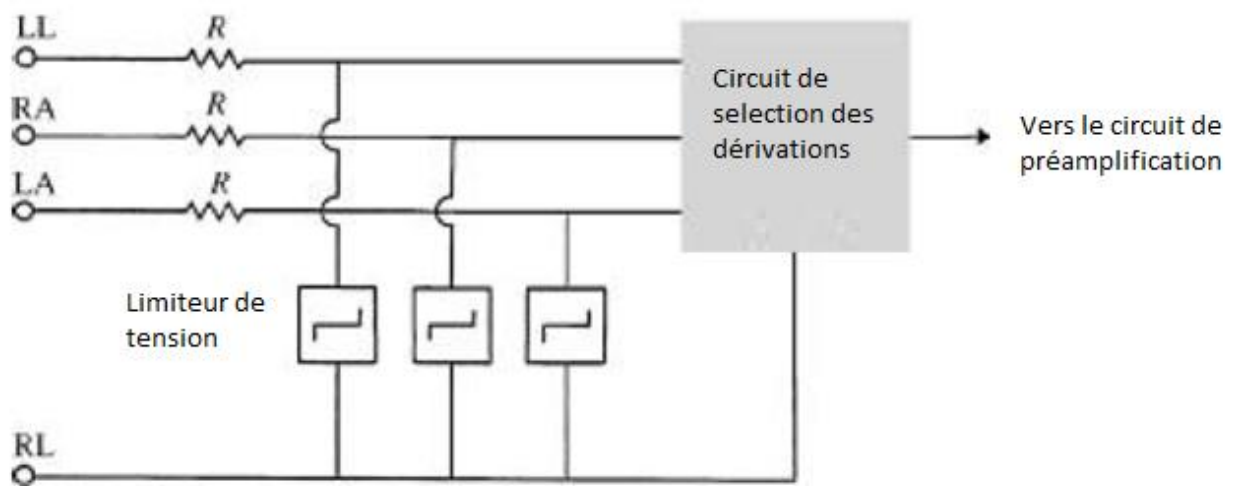 LL
R
RA
R
LA
R
Circuit de
selection des
dérivations
Vers le circuit de
préamplification
Limiteur de
tension
RL